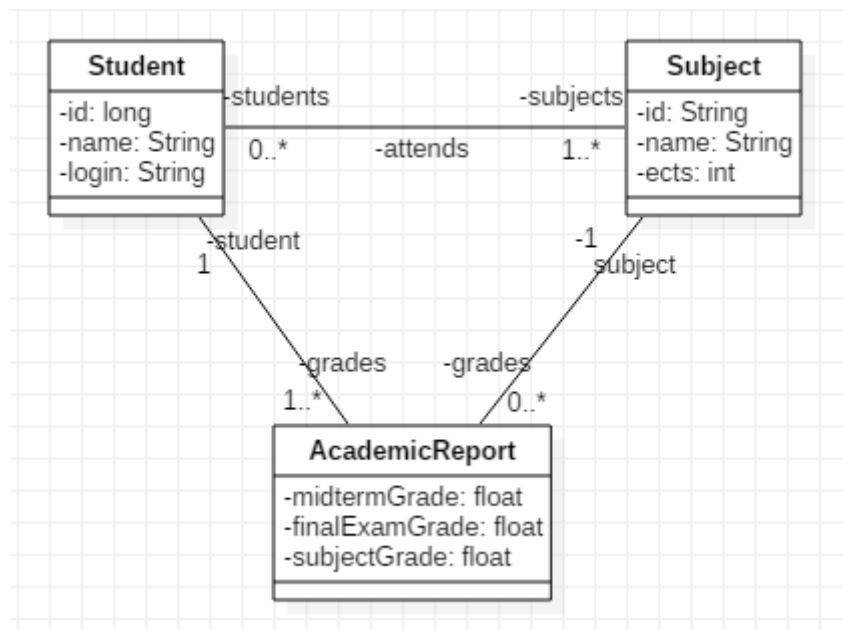 Student
-id: long
-name: String
-login: String
-students
0..*
-attends
-subjects
1..*
Subject
-id: String
-name: String
-ects: int
-student
1
-1
subject
-grades
1..*
-grades
0..*
AcademicReport
-midtermGrade: float
-finalExamGrade: float
-subjectGrade: float